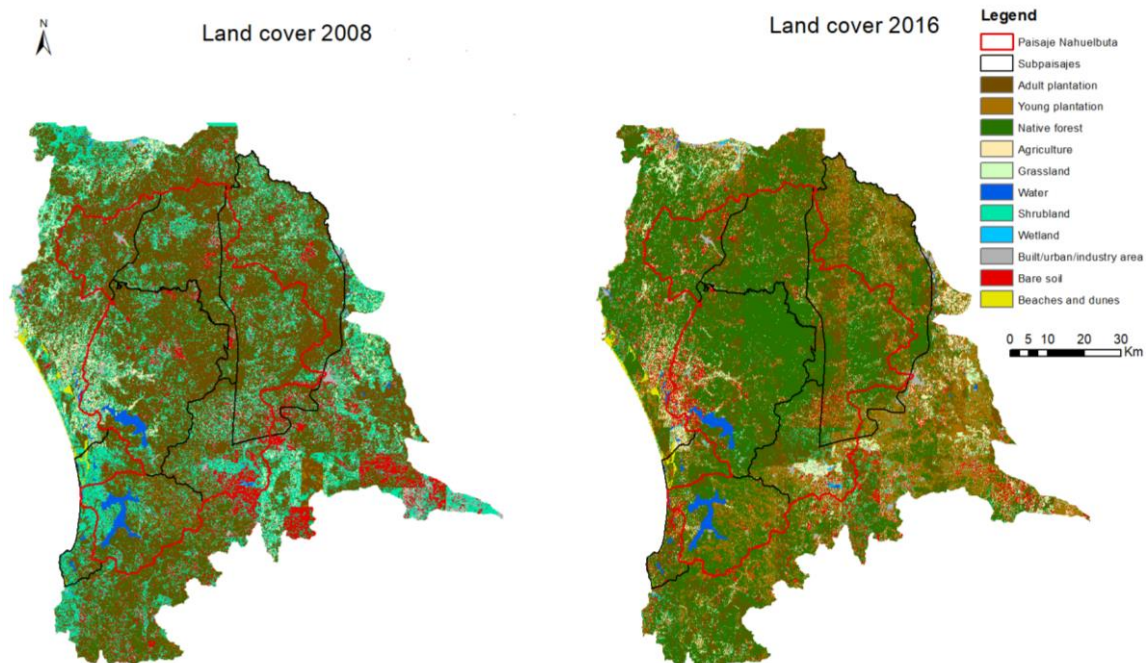 N
Land cover 2008
Land cover 2016
Legend
Paisaje Nahuelbuta
Subpaisajes
Adult plantation
Young plantation
Native forest
Agriculture
Grassland
Water
Shrubland
Wetland
Built/urban/industry area
Bare soil
Beaches and dunes
0 5 10 20 30
Km